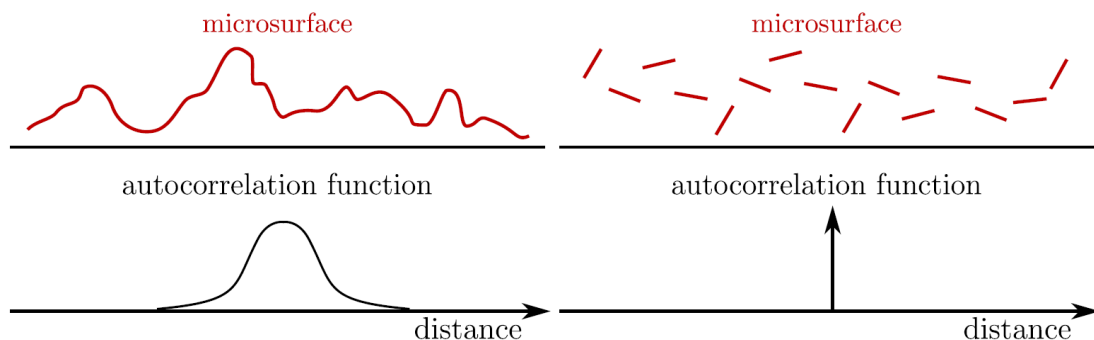 microsurface
autocorrelation function
distance
microsurface
autocorrelation function
distance